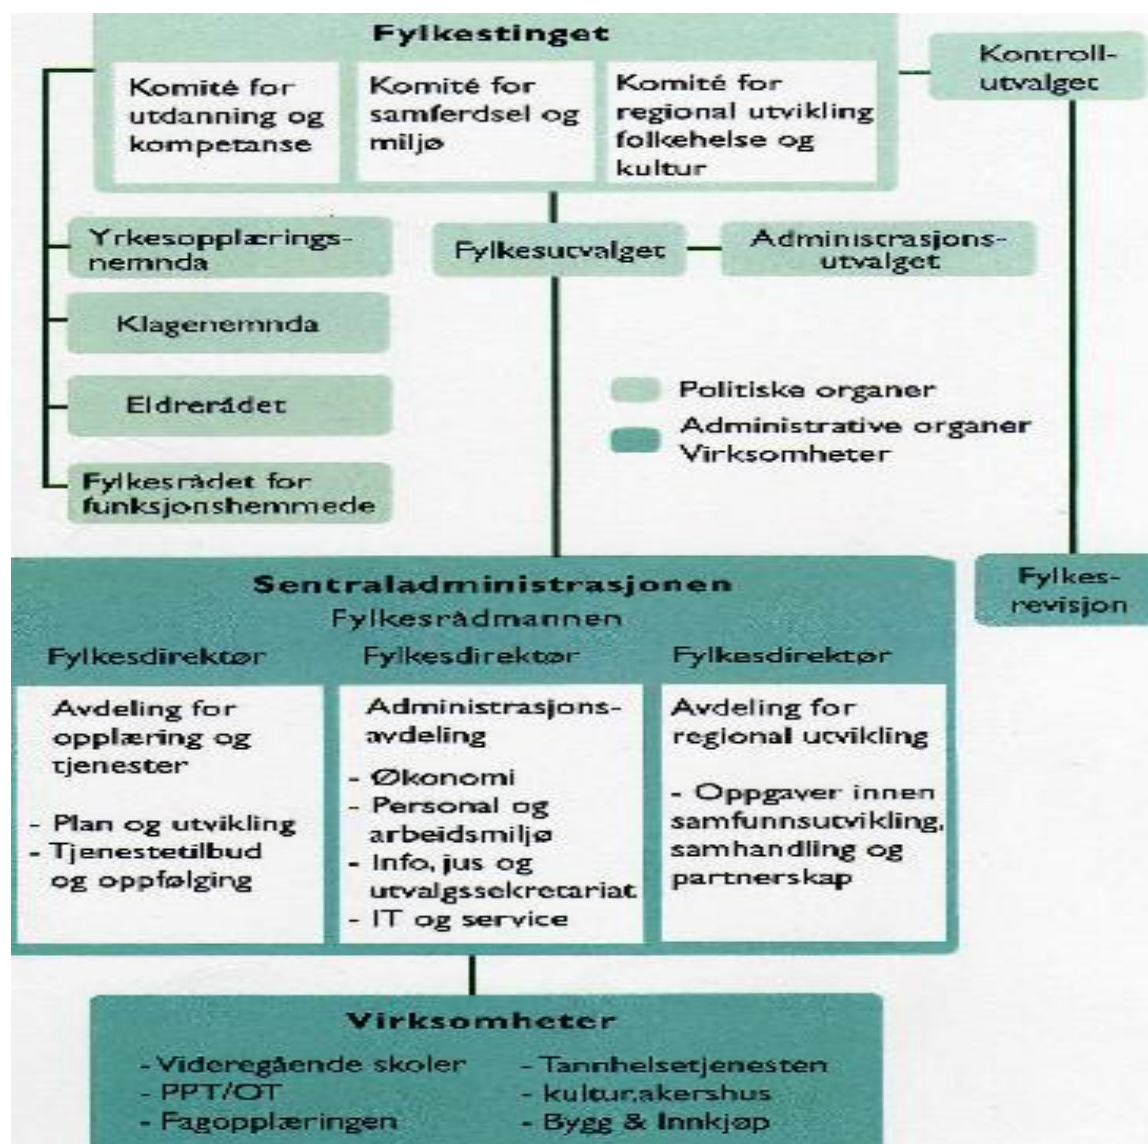 Fylkestinget
Komité for
utdanning og
kompetanse
Komité for
samferdsel og
miljø
Komité for
regional utvikling
folkehelse og
kultur
Kontroll-
utvalget
Yrkesopplærings-
nemnda
Klagenemnda
Eldrerådet
Fylkesrådet for
funksjonshemmede
Fylkesutvalget
Administrasjons-
utvalget
Politiske organer
Administrative organer
Virksomheter
Sentraladministrasjonen
Fylkesrådmannen
Fylkesdirektør
Avdeling for
opplæring og
tjenester
- Plan og utvikling
- Tjenestetilbud
og oppfølging
Fylkesdirektør
Administrasjons-
avdeling
- Økonomi
- Personal og
arbeidsmiljø
- Info, jus og
utvalgssekretariat
- IT og service
Fylkesdirektør
Avdeling for
regional utvikling
- Oppgaver innen
samfunnsutvikling,
samhandling og
partnerskap
Fylkes-
revisjon
Virksomheter
- Videregående skoler
- PPT/OT
- Fagopplæringen
- Tannhelsetjenesten
- kultur.akershus
- Bygg & Innkjøp